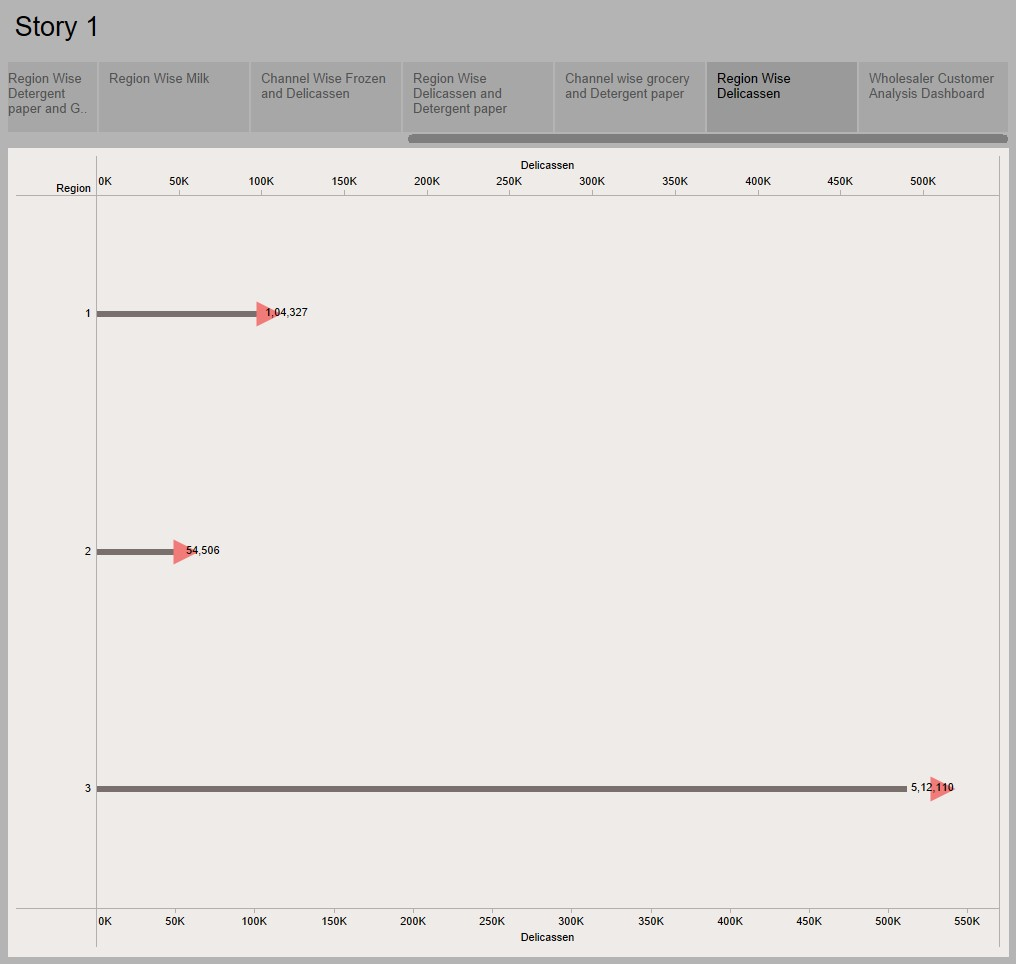 Story 1
Region Wise
Detergent
paper and G..
Region Wise Milk
Channel Wise Frozen
and Delicassen
Region Wise
Delicassen and
Detergent paper
Channel wise grocery
and Detergent paper
Region Wise
Delicassen
Wholesaler Customer
Analysis Dashboard
Delicassen
Region
0K 50K 100K 150K 200K 250K 300K 350K 400K 450K 500K
1 1,04,327
2 54,506
3 5,12,110
0K 50K 100K 150K 200K 250K 300K 350K 400K 450K 500K 550K
Delicassen